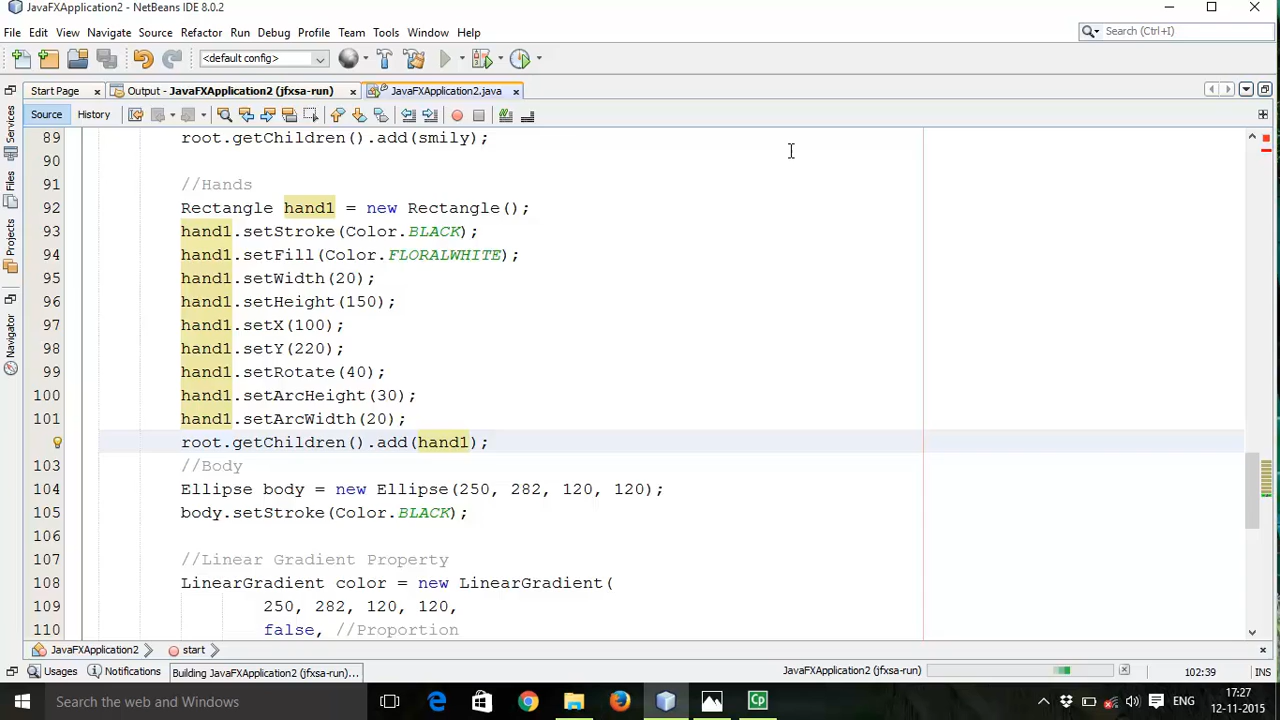 JavaFXApplication2 - NetBeans IDE 8.0.2
File Edit View Navigate Source Refactor Run Debug Profile Team Tools Window Help
Search (Ctrl+I)
<default config>
Start Page
Output - JavaFXApplication2 (jfxsa-run)
JavaFXApplication2.java
Source History
Services
Files
Projects
Navigator
89 root.getChildren().add(smily);
90
91 //Hands
92 Rectangle hand1 = new Rectangle();
93 hand1.setStroke(Color.BLACK);
94 hand1.setFill(Color.FLORALWHITE);
95 hand1.setWidth(20);
96 hand1.setHeight(150);
97 hand1.setX(100);
98 hand1.setY(220);
99 hand1.setRotate(40);
100 hand1.setArcHeight(30);
101 hand1.setArcWidth(20);
root.getChildren().add(hand1);
103 //Body
104 Ellipse body = new Ellipse(250, 282, 120, 120);
105 body.setStroke(Color.BLACK);
106
107 //Linear Gradient Property
108 LinearGradient color = new LinearGradient(
109 250, 282, 120, 120,
110 false, //Proportion
JavaFXApplication2 start
Usages Notifications Building JavaFXApplication2 (jfxsa-run)... JavaFXApplication2 (jfxsa-run) 102:39 INS
Search the web and Windows
Cp
ENG
17:27
12-11-2015